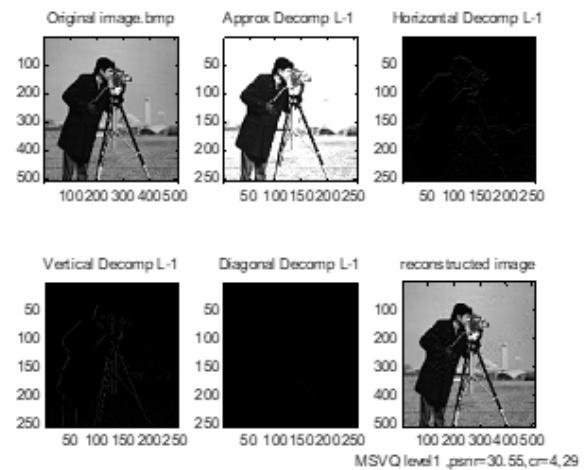 Original image.bmp Approx Decomp L-1 Horizontal Decomp L-1
100 50 50
200 100 100
300 150 150
400 200 200
500 250 250
100 200 300 400 500 50 100 150 200 250 50 100 150 200 250
Vertical Decomp L-1 Diagonal Decomp L-1 reconstructed image
50 50 100
100 100 200
150 150 300
200 200 400
250 250 500
50 100 150 200 250 50 100 150 200 250 100 200 300 400 500
MSVQ level1 ,psnr=30.55,cr=4,29